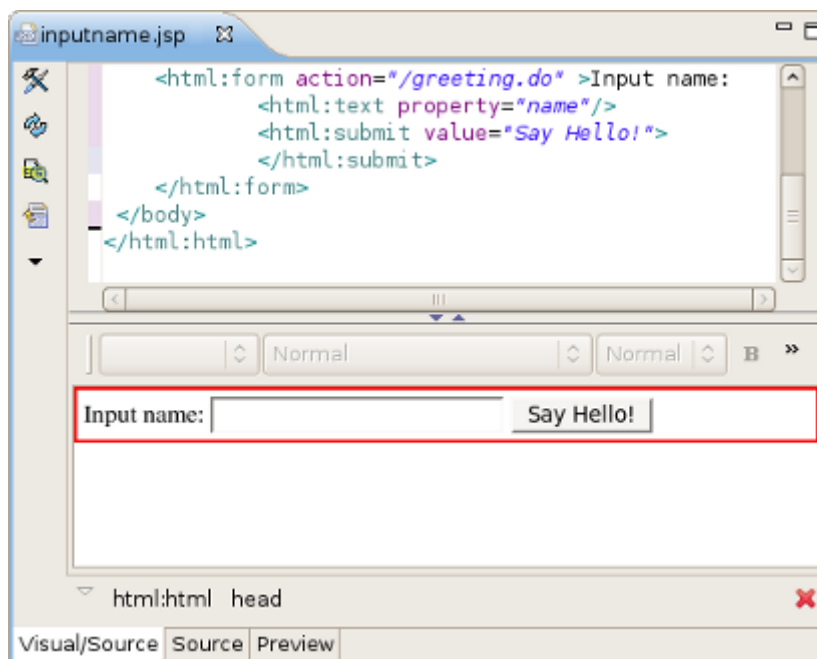 inputname.jsp
<html:form action="/greeting.do" >Input name:
<html:text property="name"/>
<html:submit value="Say Hello!">
</html:submit>
</html:form>
</body>
</html:html>
Normal Normal B »
Input name: Say Hello!
html:html head
Visual/Source Source Preview